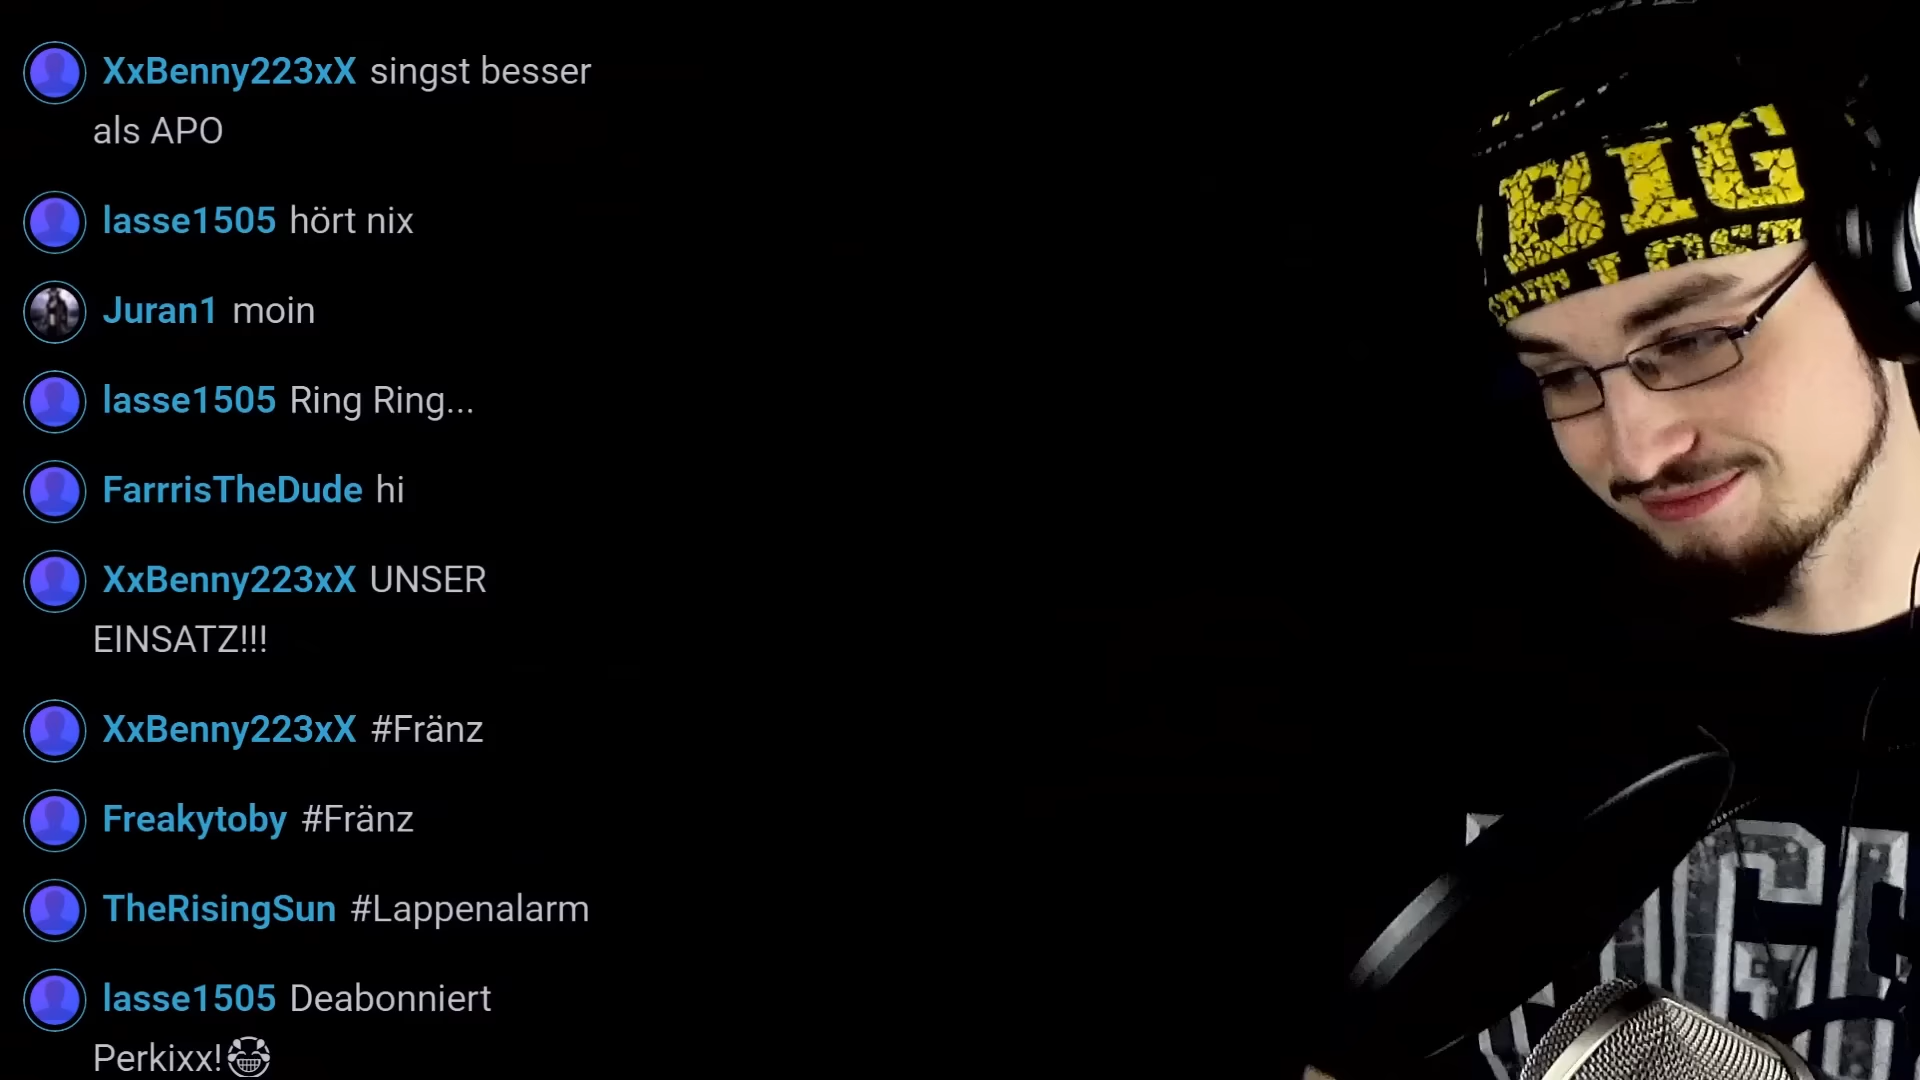 XxBenny223xX singst besser
als APO
lasse1505 hört nix
Juran1 moin
lasse1505 Ring Ring...
FarrrisTheDude hi
XxBenny223xX UNSER
EINSATZ!!!
XxBenny223xX #Fränz
Freakytoby #Fränz
TheRisingSun #Lappenalarm
lasse1505 Deabonniert
Perkixx!😂
BIG
LOST